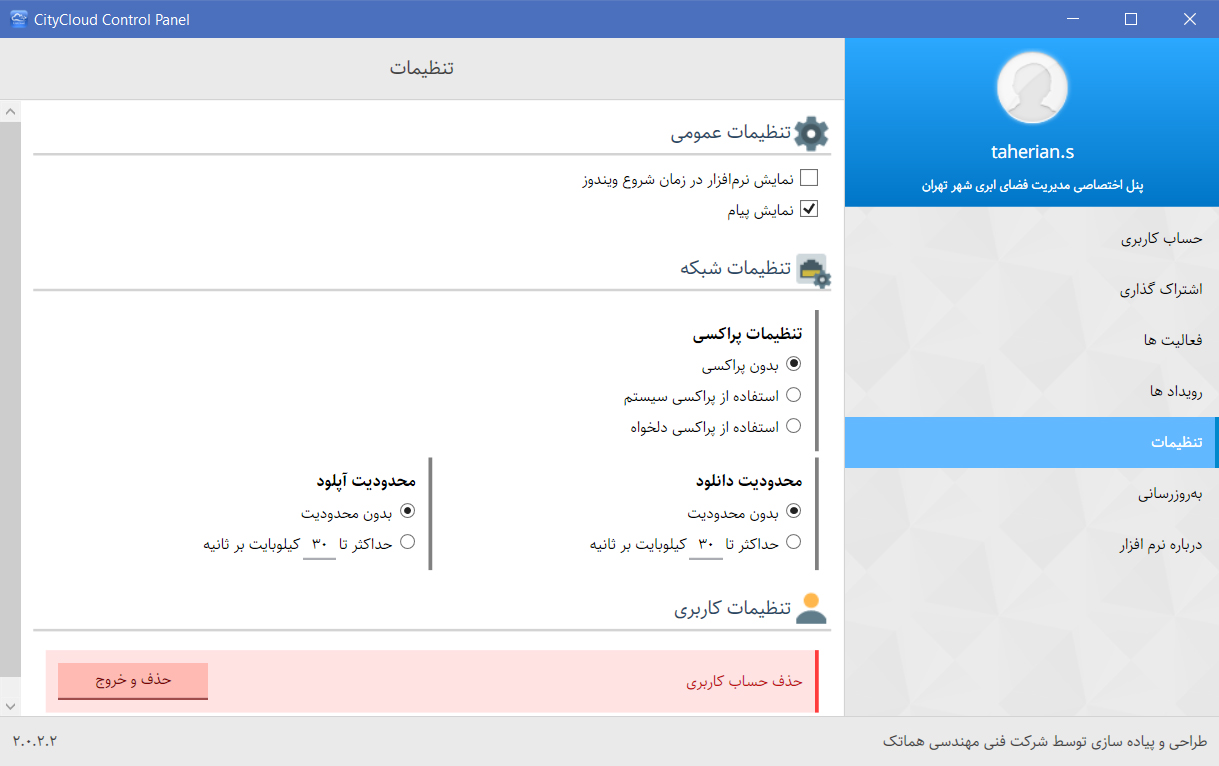 CityCloud Control Panel
taherian.s
پنل اختصاصی مدیریت فضای ابری شهر تهران
حساب کاربری
اشتراک گذاری
فعالیت ها
رویداد ها
تنظیمات
به‌روزرسانی
درباره نرم افزار
تنظیمات
تنظیمات عمومی
نمایش نرم‌افزار در زمان شروع ویندوز
نمایش پیام
تنظیمات شبکه
تنظیمات پراکسی
بدون پراکسی
استفاده از پراکسی سیستم
استفاده از پراکسی دلخواه
محدودیت دانلود
بدون محدودیت
حداکثر تا ۳۰ کیلوبایت بر ثانیه
محدودیت آپلود
بدون محدودیت
حداکثر تا ۳۰ کیلوبایت بر ثانیه
تنظیمات کاربری
حذف حساب کاربری
حذف و خروج
طراحی و پیاده سازی توسط شرکت فنی مهندسی هماتک
۲.۰.۲.۲